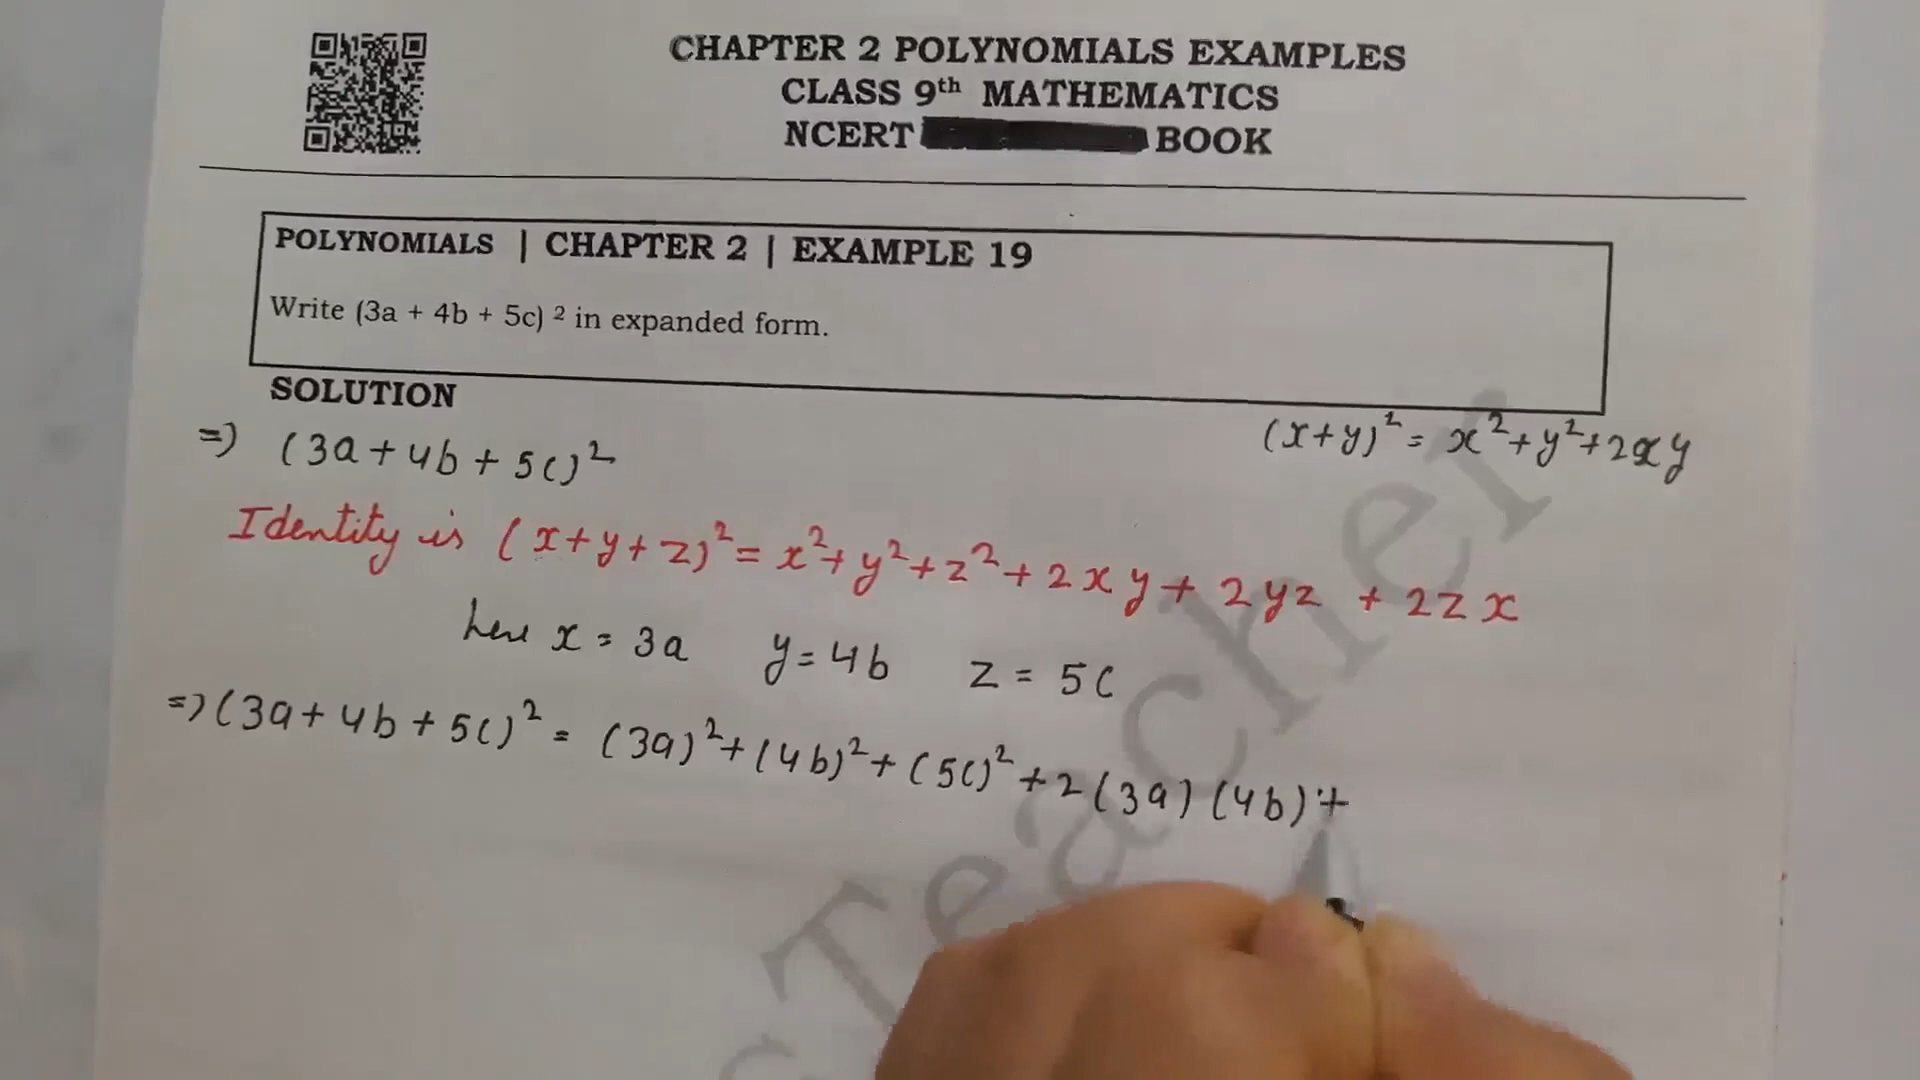 CHAPTER 2 POLYNOMIALS EXAMPLES
CLASS 9th MATHEMATICS
NCERT BOOK
POLYNOMIALS | CHAPTER 2 | EXAMPLE 19
Write (3a + 4b + 5c) ² in expanded form.
SOLUTION
(x+y)² = x²+y²+2xy
=) (3a+4b+5c)²
Identity is (x+y+z)² = x²+y²+z²+2xy+2yz+2zx
here x = 3a y=4b z = 5c
=)(3a+4b+5c)² = (3a)²+(4b)²+(5c)²+2(3a)(4b)+
Teacher